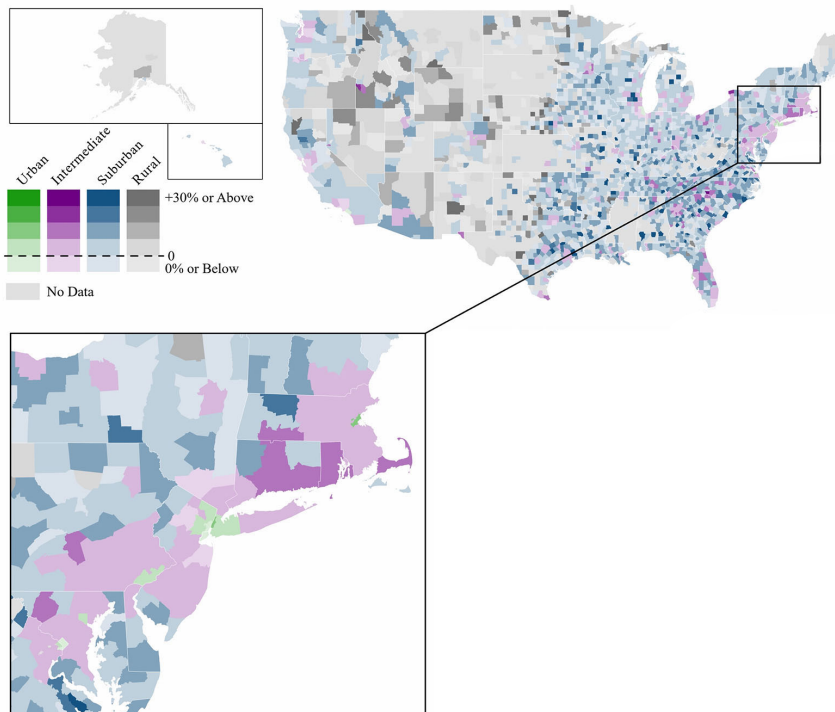 Urban
Intermediate
Suburban
Rural
+30% or Above
0
0% or Below
No Data